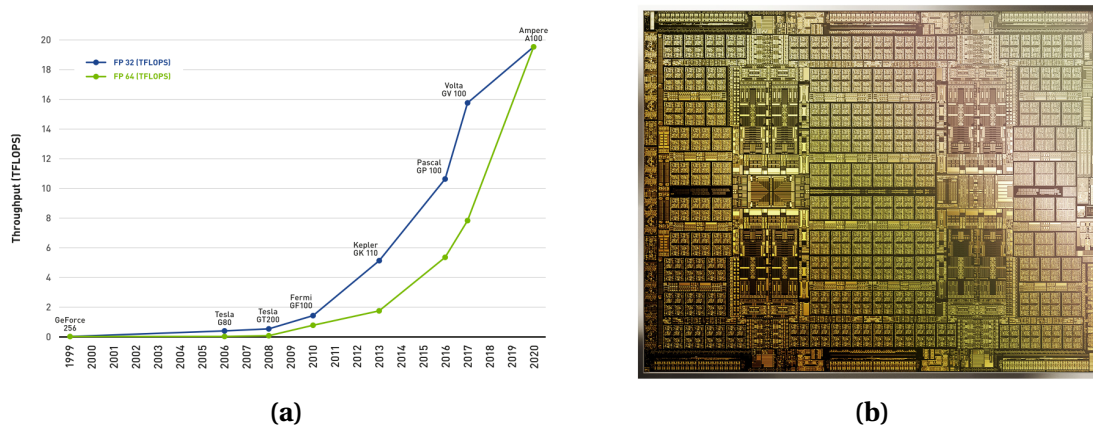 Ampere
A100
20
FP 32 (TFLOPS)
18
FP 64 (TFLOPS)
Volta
GV 100
16
14
Pascal
GP 100
12
10
Throughput (TFLOPS)
8
Kepler
GK 110
6
4
Fermi
GF100
2
GeForce
256
Tesla
G80
Tesla
GT200
0
1999
2000
2001
2002
2003
2004
2005
2006
2007
2008
2009
2010
2011
2012
2013
2014
2015
2016
2017
2018
2019
20020
(a)
(b)